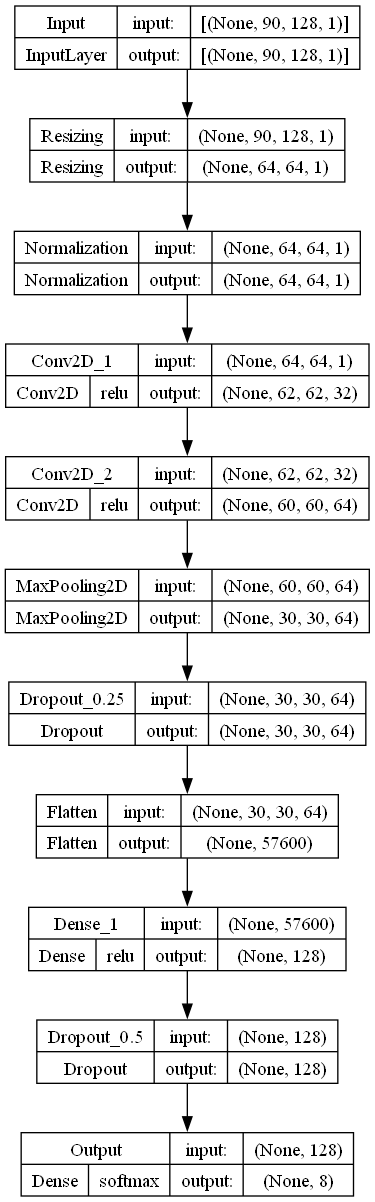 Input input: [(None, 90, 128, 1)]
InputLayer output: [(None, 90, 128, 1)]
Resizing input: (None, 90, 128, 1)
Resizing output: (None, 64, 64, 1)
Normalization input: (None, 64, 64, 1)
Normalization output: (None, 64, 64, 1)
Conv2D_1 input: (None, 64, 64, 1)
Conv2D relu output: (None, 62, 62, 32)
Conv2D_2 input: (None, 62, 62, 32)
Conv2D relu output: (None, 60, 60, 64)
MaxPooling2D input: (None, 60, 60, 64)
MaxPooling2D output: (None, 30, 30, 64)
Dropout_0.25 input: (None, 30, 30, 64)
Dropout output: (None, 30, 30, 64)
Flatten input: (None, 30, 30, 64)
Flatten output: (None, 57600)
Dense_1 input: (None, 57600)
Dense relu output: (None, 128)
Dropout_0.5 input: (None, 128)
Dropout output: (None, 128)
Output input: (None, 128)
Dense softmax output: (None, 8)